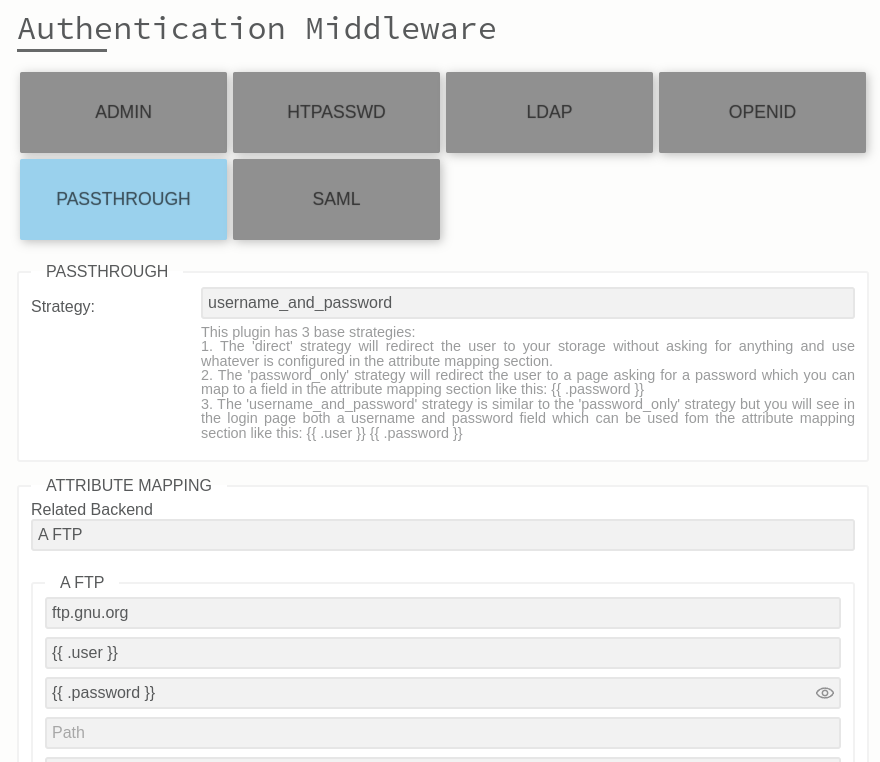 Authentication Middleware
ADMIN
HTPASSWD
LDAP
OPENID
PASSTHROUGH
SAML
PASSTHROUGH
Strategy:
username_and_password
This plugin has 3 base strategies:
1. The 'direct' strategy will redirect the user to your storage without asking for anything and use
whatever is configured in the attribute mapping section.
2. The 'password_only' strategy will redirect the user to a page asking for a password which you can
map to a field in the attribute mapping section like this: {{ .password }}
3. The 'username_and_password' strategy is similar to the 'password_only' strategy but you will see in
the login page both a username and password field which can be used fom the attribute mapping
section like this: {{ .user }} {{ .password }}
ATTRIBUTE MAPPING
Related Backend
A FTP
A FTP
ftp.gnu.org
{{ .user }}
{{ .password }}
Path